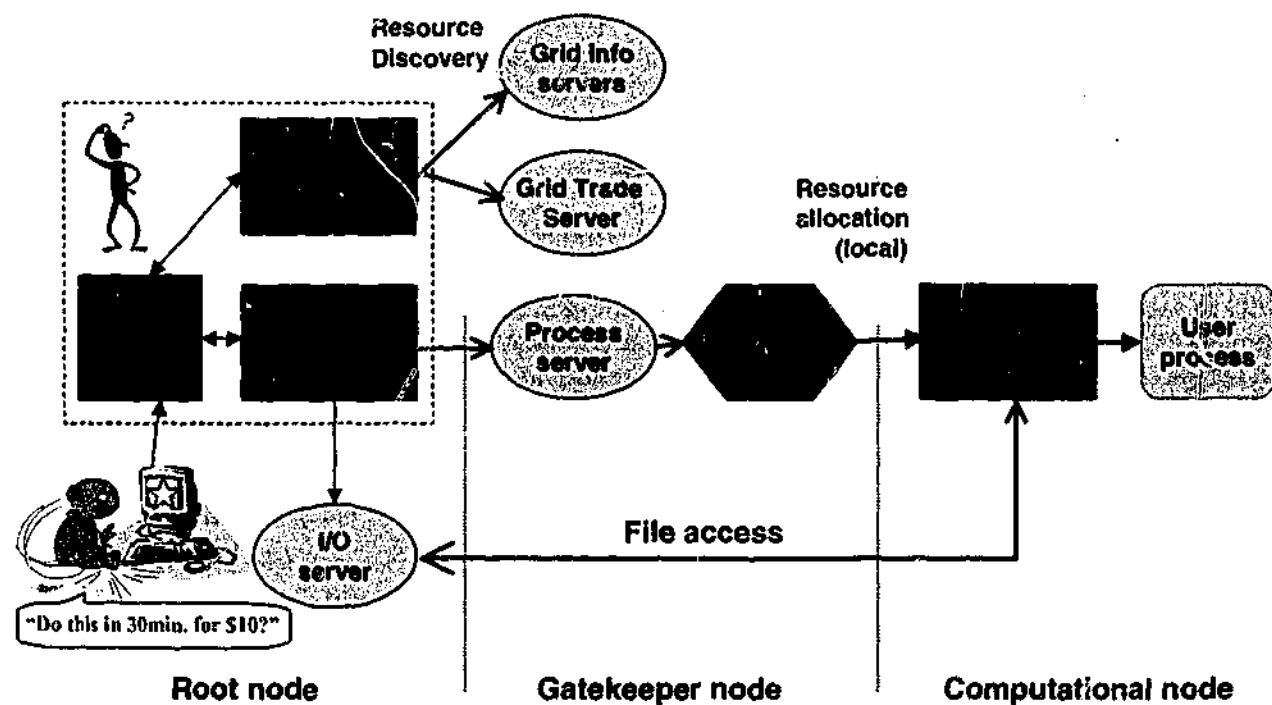 Resource
Discovery
Grid Info
servers
?
Grid Trade
Server
Resource
allocation
(local)
Process
server
User
process
I/O
server
File access
"Do this in 30min. for $10?"
Root node
Gatekeeper node
Computational node